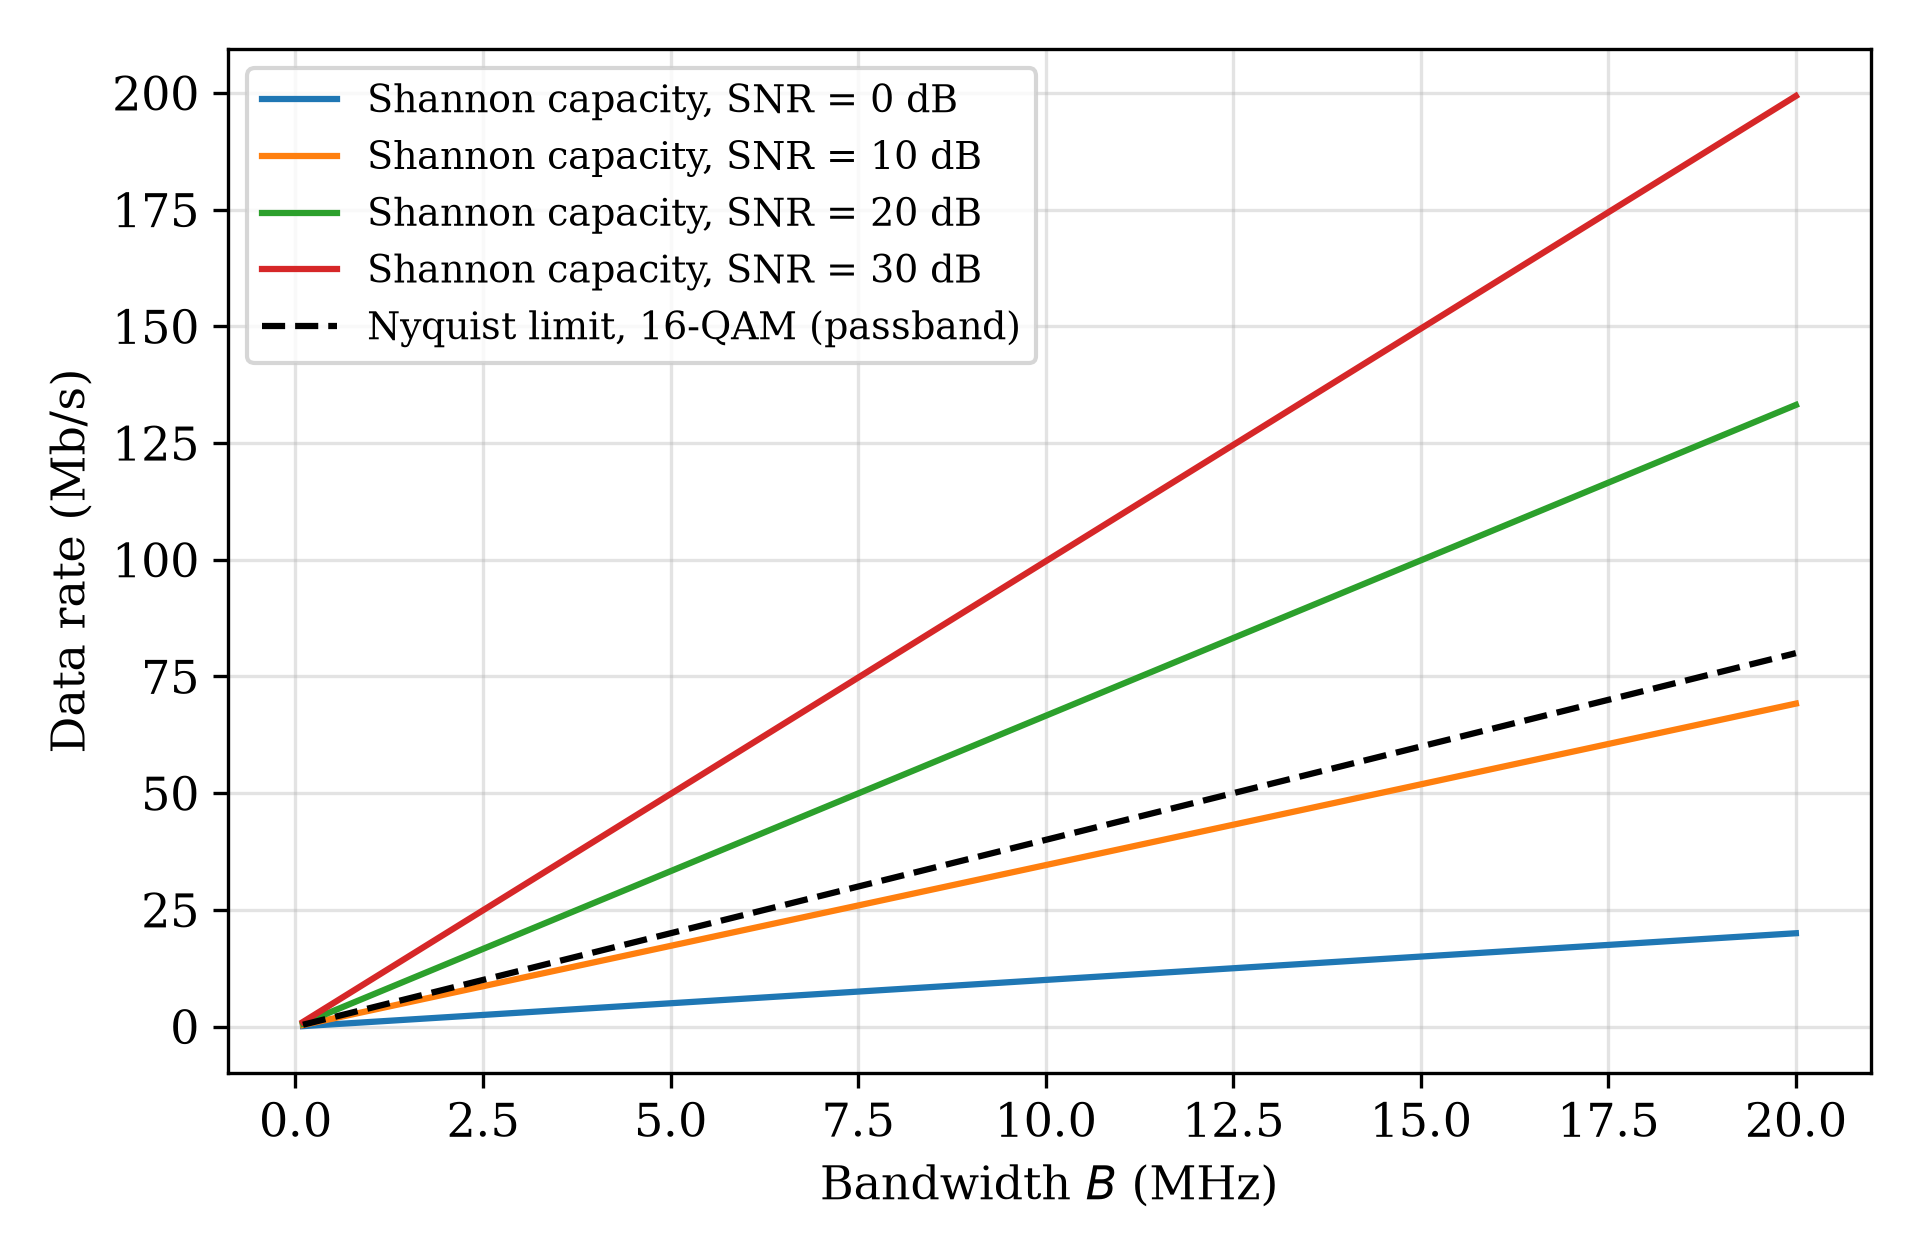 200
175
150
125
100
75
50
25
0
Data rate (Mb/s)
Shannon capacity, SNR = 0 dB
Shannon capacity, SNR = 10 dB
Shannon capacity, SNR = 20 dB
Shannon capacity, SNR = 30 dB
Nyquist limit, 16-QAM (passband)
0.0 2.5 5.0 7.5 10.0 12.5 15.0 17.5 20.0
Bandwidth B (MHz)